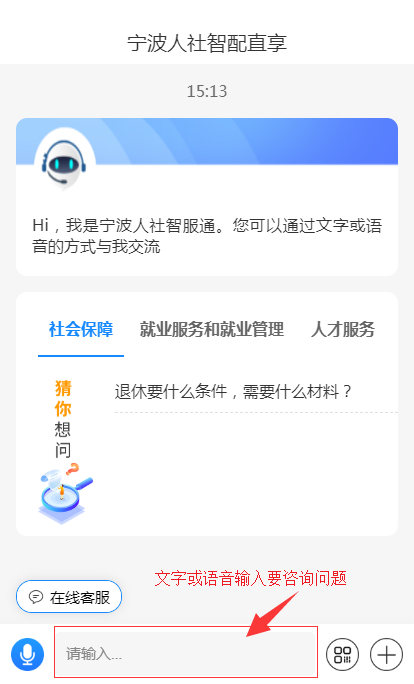 宁波人社智配直享
15:13
Hi，我是宁波人社智服通。您可以通过文字或语
音的方式与我交流
社会保障 就业服务和就业管理 人才服务
猜你想问
退休要什么条件，需要什么材料？
文字或语音输入要咨询问题
在线客服
请输入...